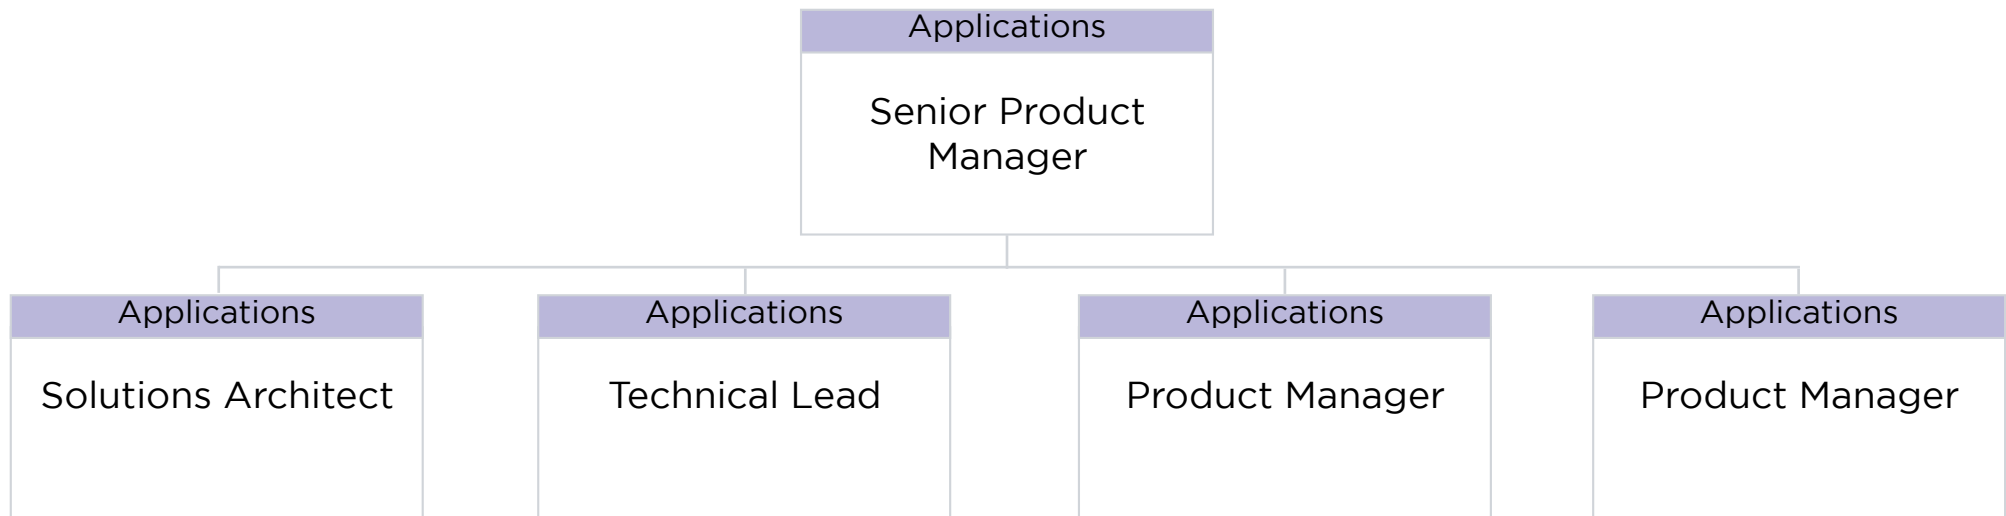 Applications
Senior Product
Manager
Applications
Solutions Architect
Applications
Technical Lead
Applications
Product Manager
Applications
Product Manager